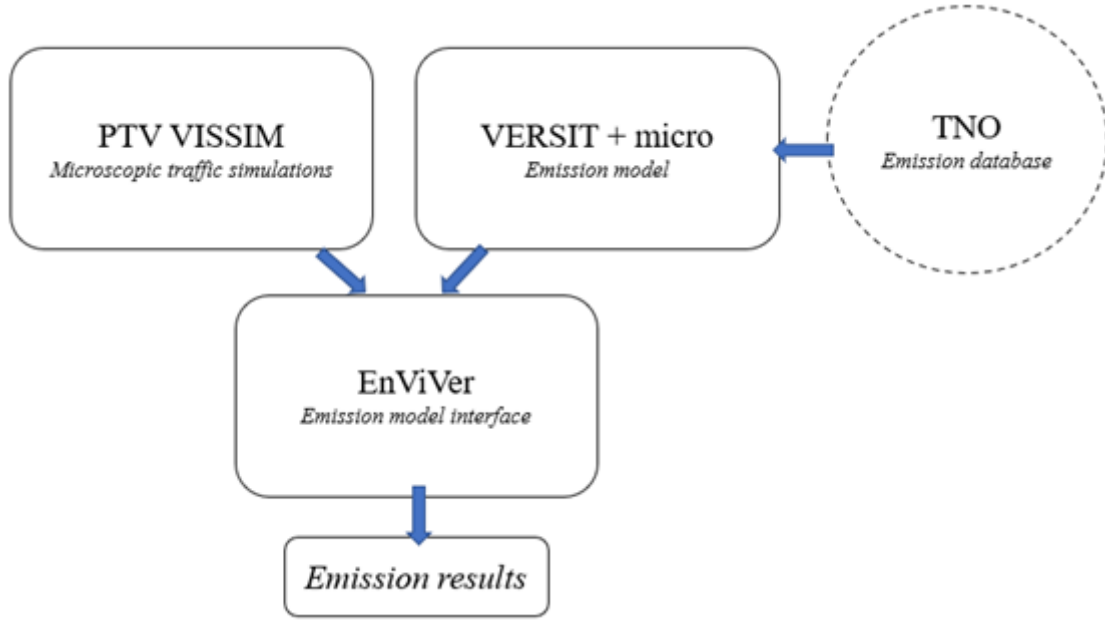 PTV VISSIM
Microscopic traffic simulations
VERSIT + micro
Emission model
TNO
Emission database
EnViVer
Emission model interface
Emission results